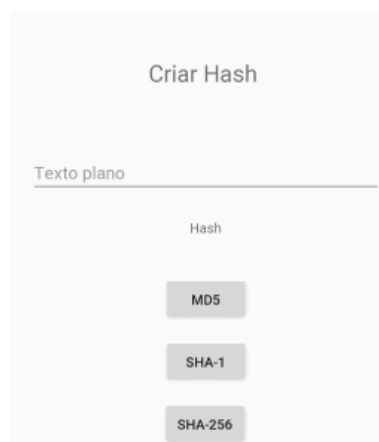 Criar Hash
Texto plano
Hash
MD5
SHA-1
SHA-256